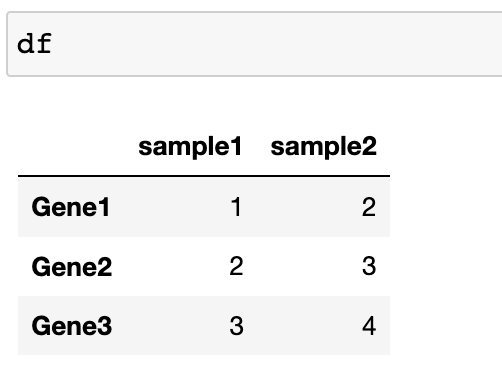 df
sample1 sample2
Gene1 1 2
Gene2 2 3
Gene3 3 4